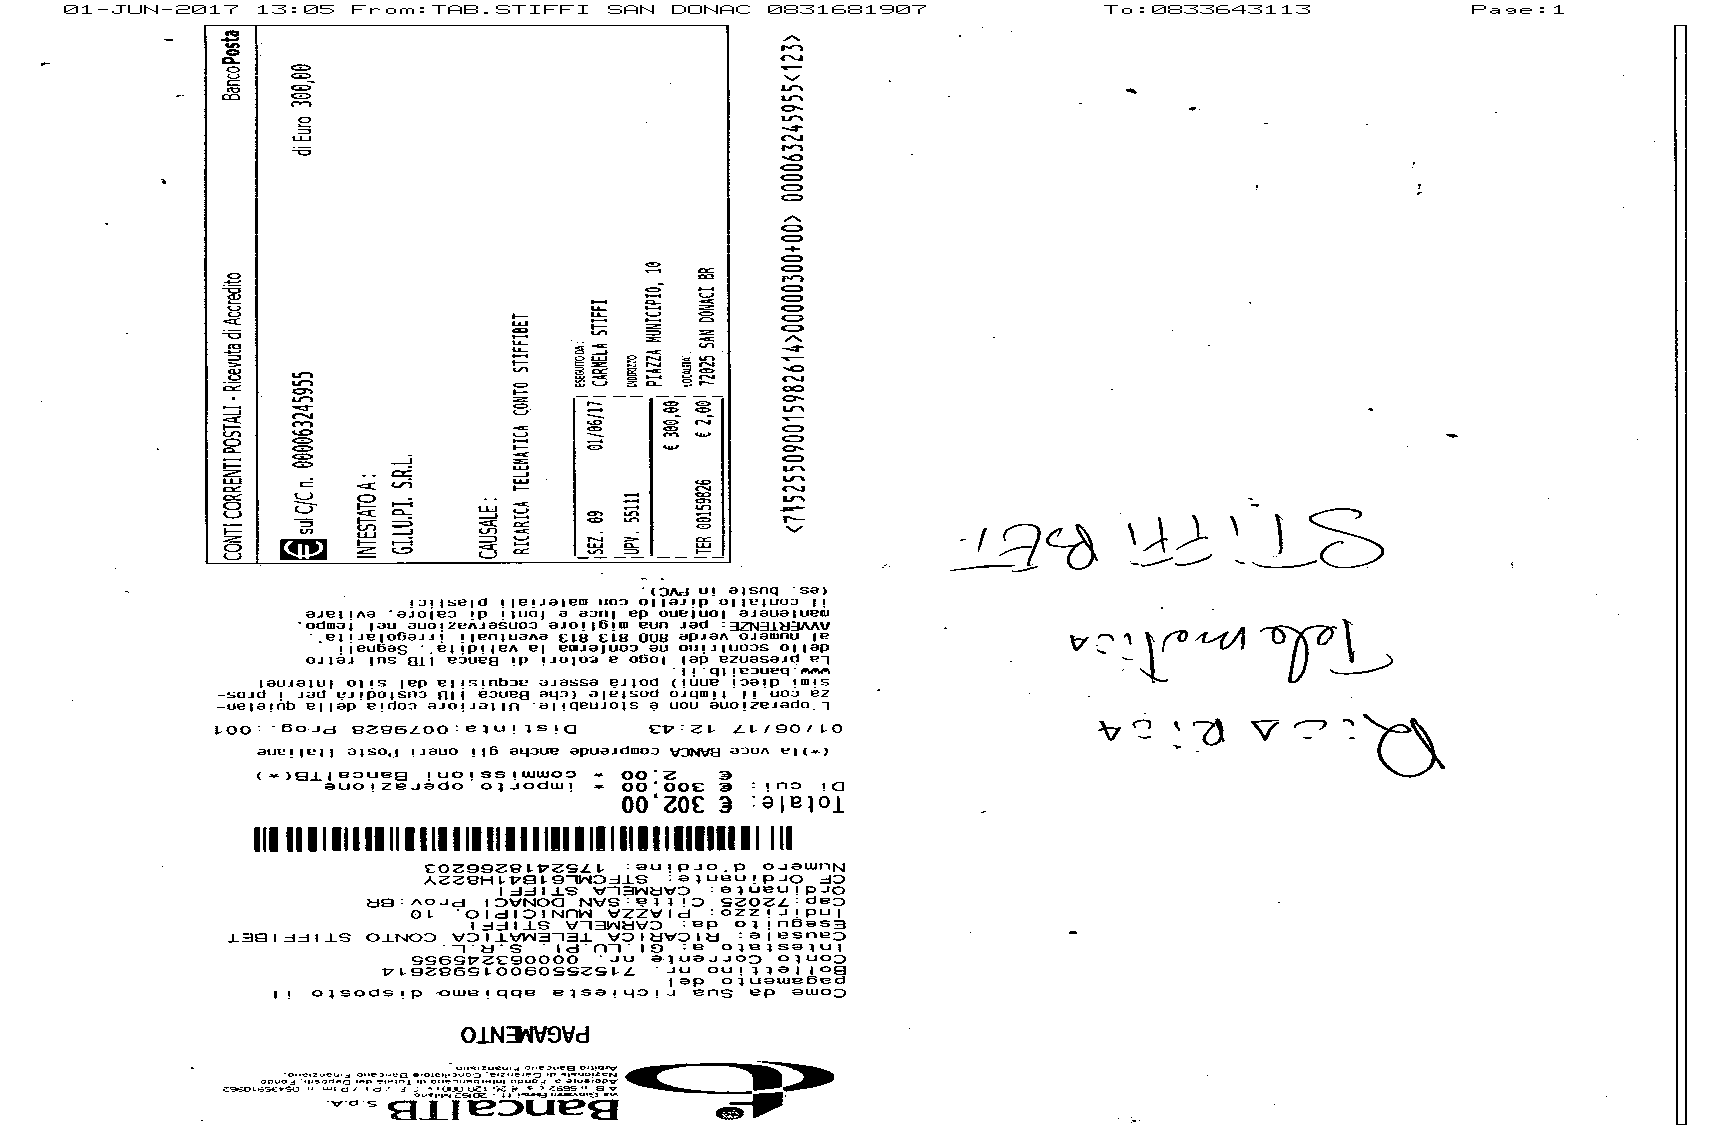 01-JUN-2017 13:05 From:TAB.STIFFI SAN DONAC 0831681907 To:0833643113 Page:1
CONTI CORRENTI POSTALI - Ricevuta di Accredito BancoPosta
€ sul C/C n. 000063245955 di Euro 300,00
INTESTATO A:
GI.LU.PI. S.R.L.
CAUSALE:
RICARICA TELEMATICA CONTO STIFFIBET
ESEGUITO DA:
SEZ. 09 01/06/17 CARMELA STIFFI
INDIRIZZO
UPV. 55111
PIAZZA MUNICIPIO, 10
€ 300,00
LOCALITA:
TER 00159826 € 2,00 72025 SAN DONACI BR
<715255090015982614>00000300+00> 000063245955<123>
BancaITB S.p.A.
Arbitro Bancario Finanziario.
PAGAMENTO
Come da Sua richiesta abbiamo disposto il
pagamento del
Bollettino nr. 715255090015982614
Conto Corrente nr. 000063245955
Intestato a: GI.LU.PI. S.R.L.
Causale: RICARICA TELEMATICA CONTO STIFFIBET
Eseguito da: CARMELA STIFFI
Indirizzo: PIAZZA MUNICIPIO, 10
Cap:72025 Città:SAN DONACI Prov:BR
Ordinante: CARMELA STIFFI
CF Ordinante: STFCML61B41H822Y
Numero d'ordine: 1752418266203
Totale: € 302,00
Di cui: € 300,00 * importo operazione
€ 2,00 * commissioni BancaITB(*)
(*)la voce BANCA comprende anche gli oneri Poste Italiane
01/06/17 12:43 Distinta:0079828 Prog.:001
L'operazione non è stornabile. Ulteriore copia della quietan-
za con il timbro postale (che Banca ITB custodirà per i pros-
simi dieci anni) potrà essere acquisita dal sito internet
www.bancaitb.it
La presenza del logo a colori di Banca ITB sul retro
dello scontrino ne conferma la validità. Segnali
al numero verde 800 813 813 eventuali irregolarità.
AVVERTENZE: per una migliore conservazione nel tempo,
mantenere lontano da luce e fonti di calore, evitare
il contatto diretto con materiali plastici
(es. buste in PVC).
RicARicA
Telematica
STiFFi BET.